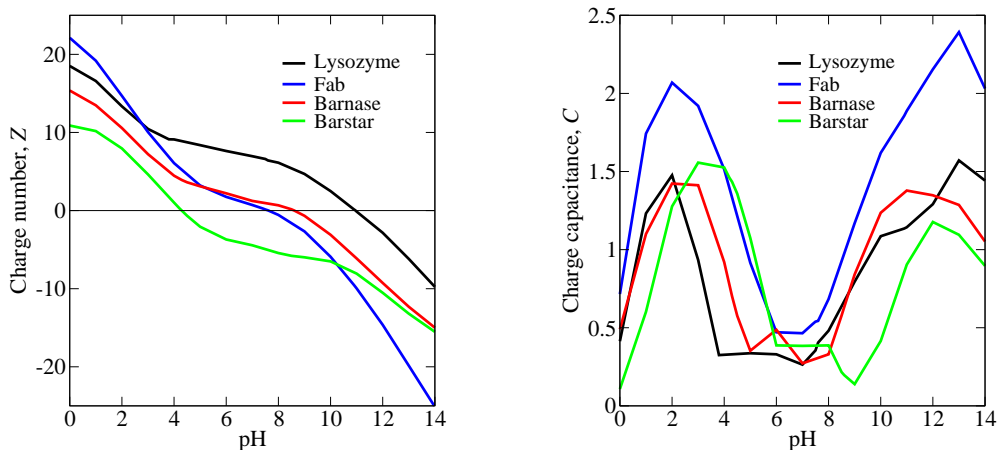 Charge number, Z
20
10
0
-10
-20
Lysozyme
Fab
Barnase
Barstar
0 2 4 6 8 10 12 14
pH
Charge capacitance, C
2.5
2
1.5
1
0.5
0
Lysozyme
Fab
Barnase
Barstar
0 2 4 6 8 10 12 14
pH